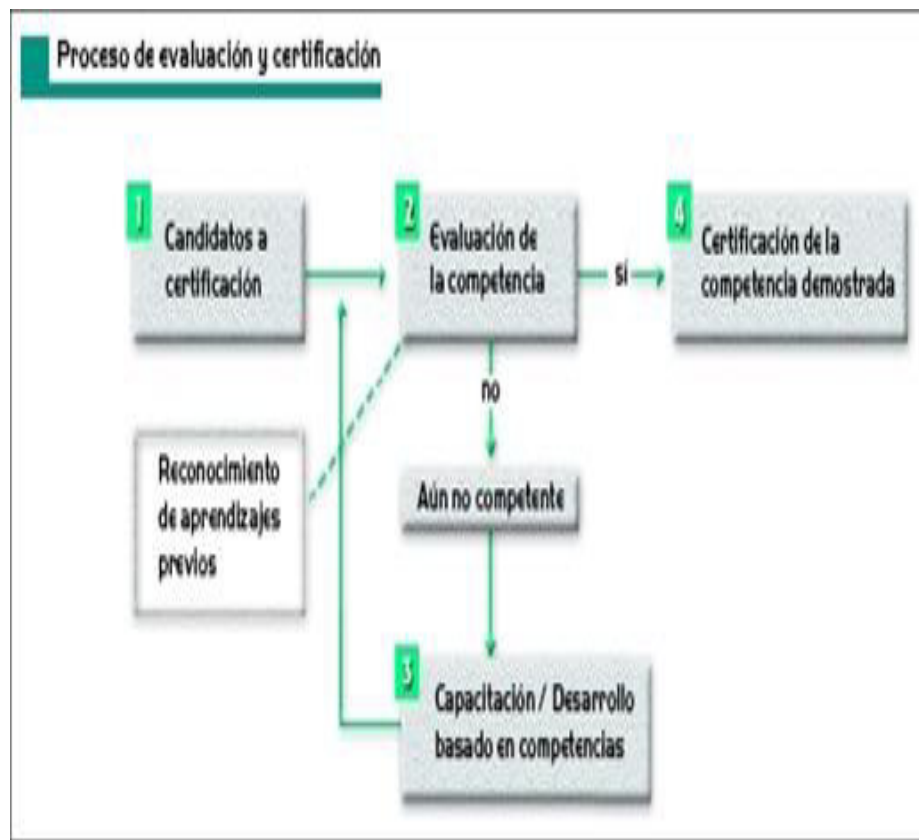 Proceso de evaluación y certificación
1
Candidatos a
certificación
2
Evaluación de
la competencia
sí
4
Certificación de la
competencia demostrada
no
Reconocimiento
de aprendizajes
previos
Aún no competente
3
Capacitación / Desarrollo
basado en competencias